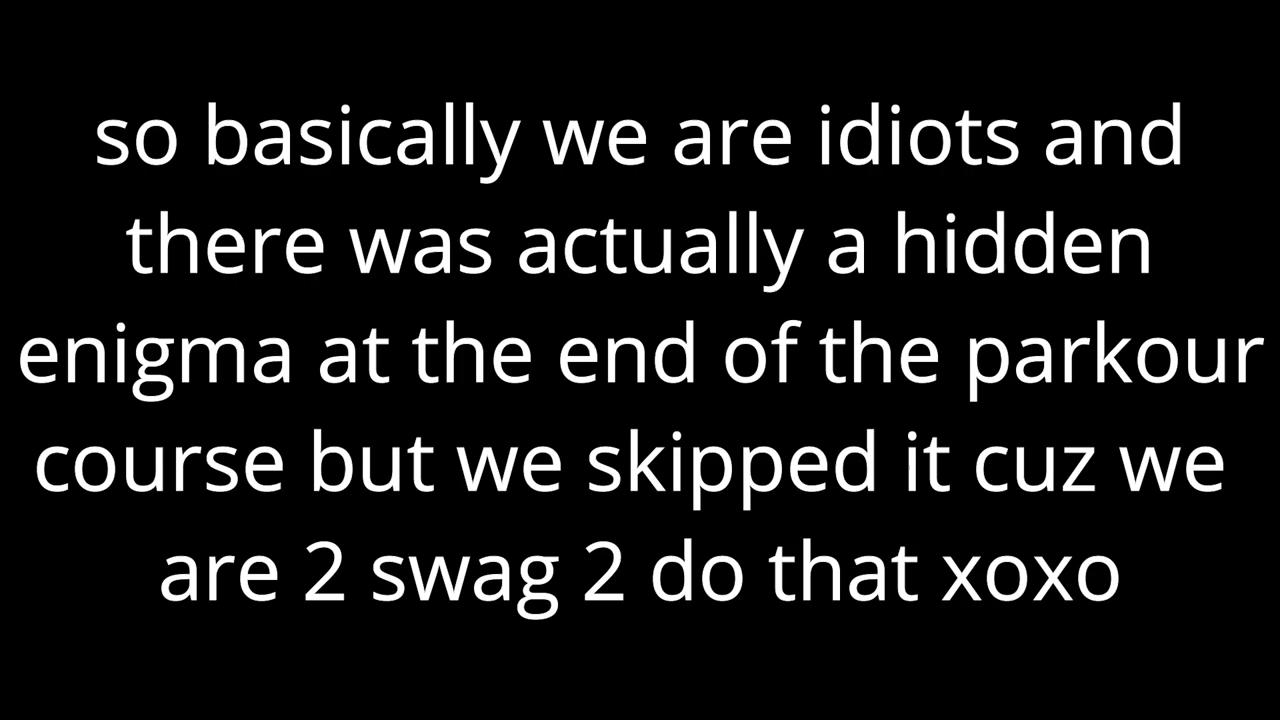 so basically we are idiots and
there was actually a hidden
enigma at the end of the parkour
course but we skipped it cuz we
are 2 swag 2 do that xoxo